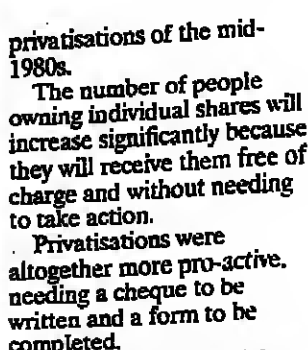 privatisations of the mid-
1980s.
The number of people
owning individual shares will
increase significantly because
they will receive them free of
charge and without needing
to take action.
Privatisations were
altogether more pro-active,
needing a cheque to be
written and a form to be
completed.